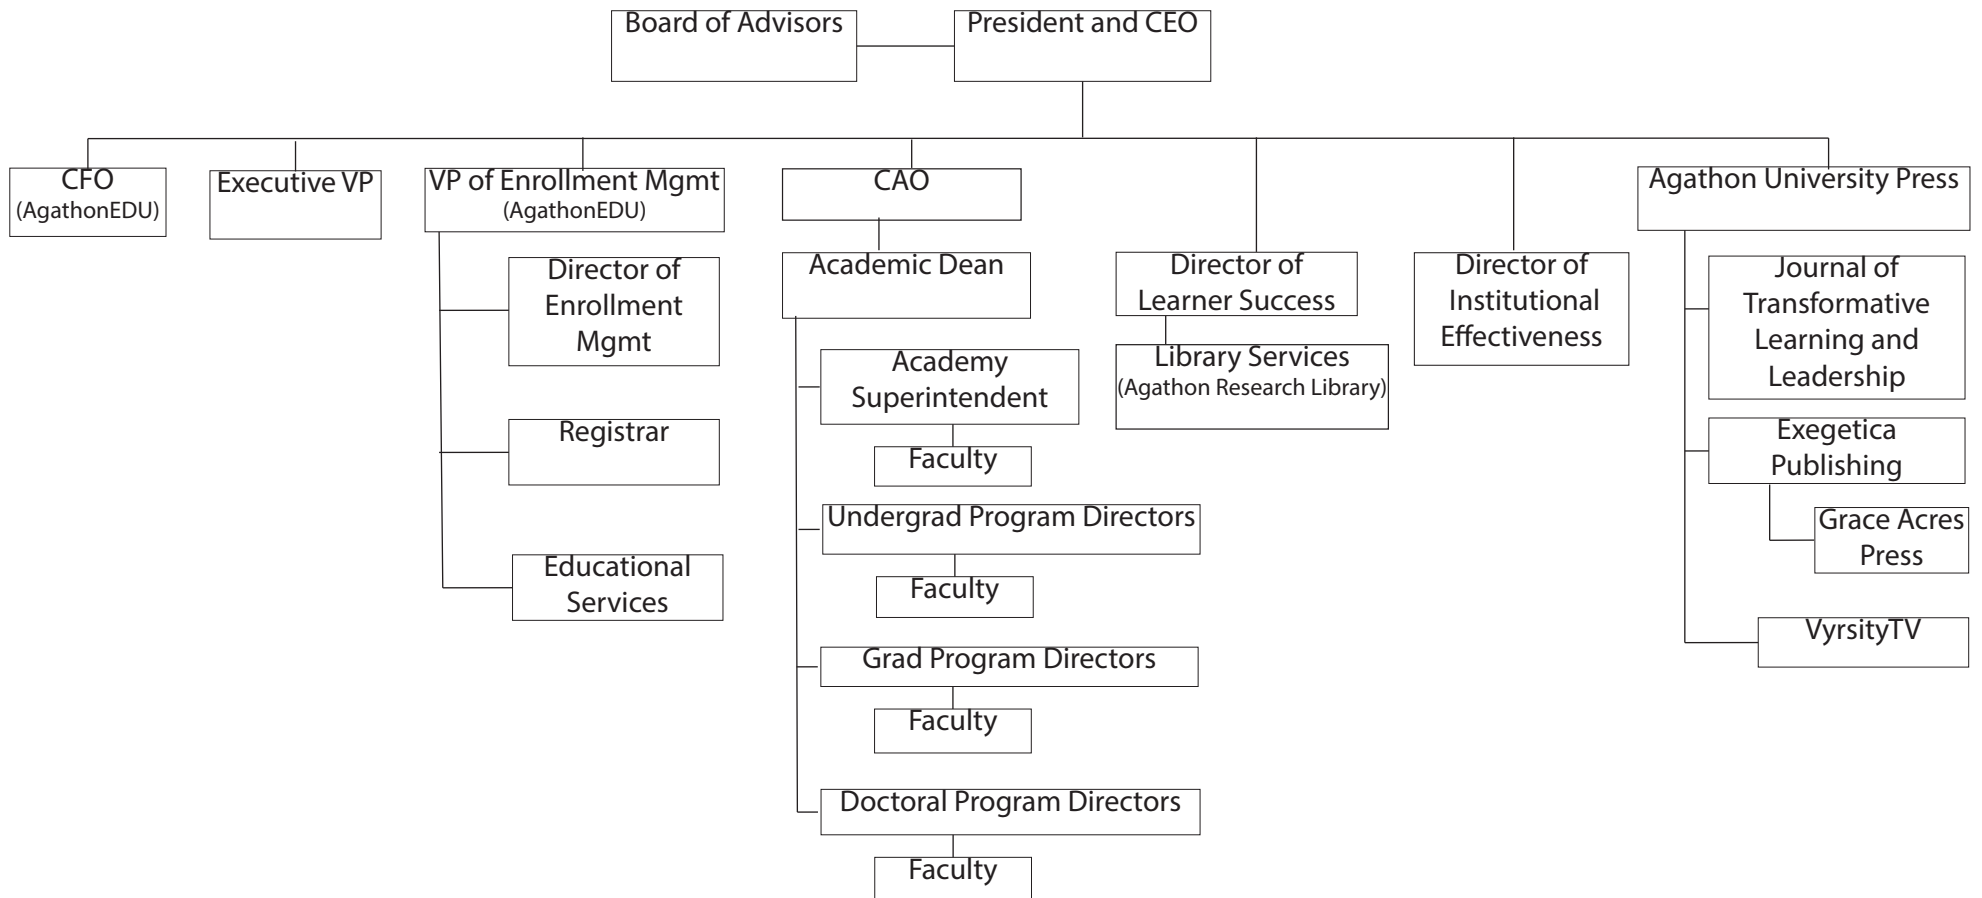 Board of Advisors
President and CEO
CFO
(AgathonEDU)
Executive VP
VP of Enrollment Mgmt
(AgathonEDU)
CAO
Agathon University Press
Director of
Enrollment
Mgmt
Registrar
Educational
Services
Academic Dean
Academy
Superintendent
Faculty
Undergrad Program Directors
Faculty
Grad Program Directors
Faculty
Doctoral Program Directors
Faculty
Director of
Learner Success
Library Services
(Agathon Research Library)
Director of
Institutional
Effectiveness
Journal of
Transformative
Learning and
Leadership
Exegetica
Publishing
Grace Acres
Press
VyrsityTV